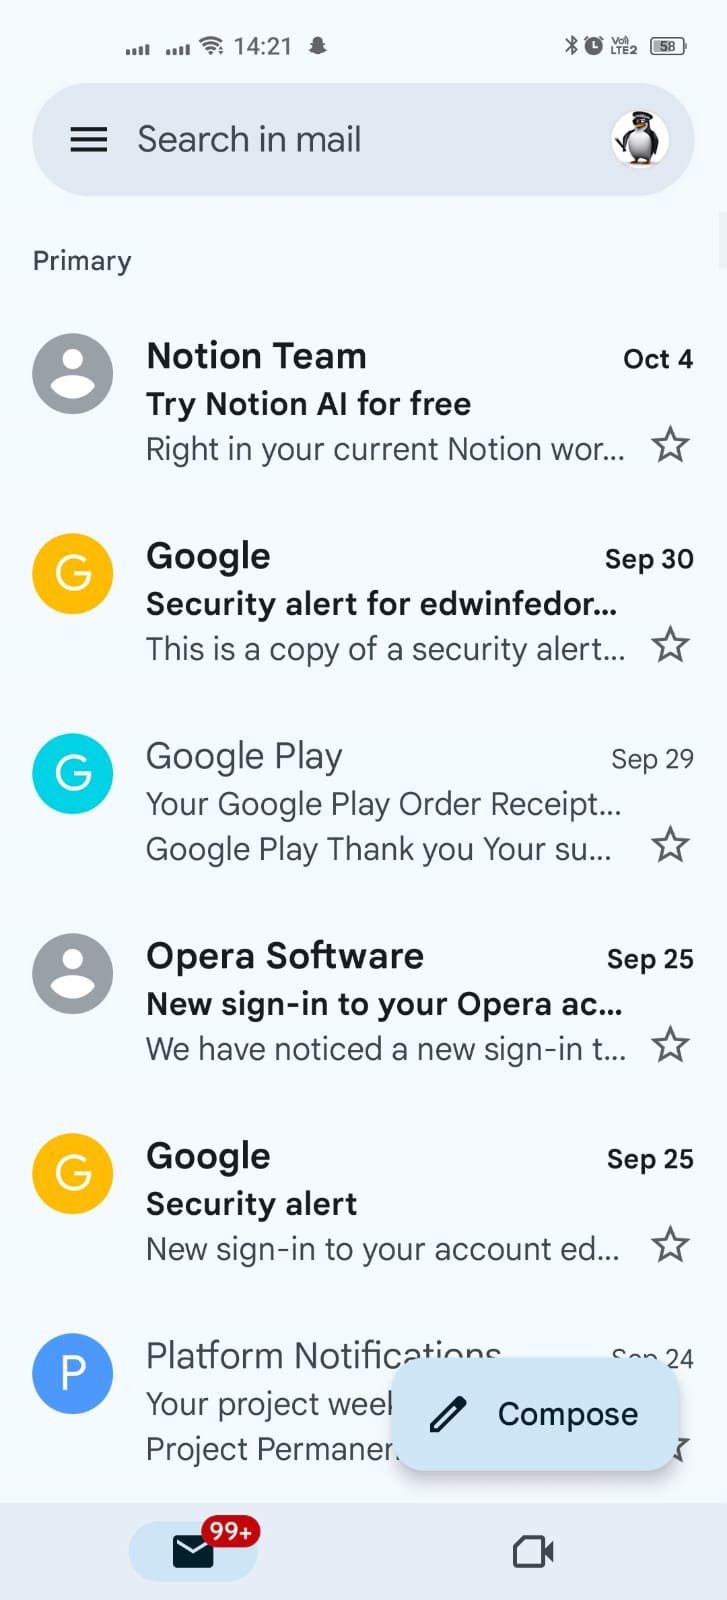 14:21
Vo)) LTE2
58
Search in mail
Primary
Notion Team Oct 4
Try Notion AI for free
Right in your current Notion wor...
G Google Sep 30
Security alert for edwinfedor...
This is a copy of a security alert...
G Google Play Sep 29
Your Google Play Order Receipt...
Google Play Thank you Your su...
Opera Software Sep 25
New sign-in to your Opera ac...
We have noticed a new sign-in t...
G Google Sep 25
Security alert
New sign-in to your account ed...
P Platform Notifications Sep 24
Your project
Project
Compose
99+